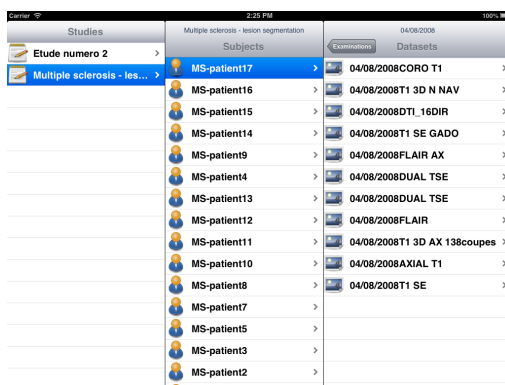 Carrier
2:25 PM
100%
Studies
Etude numero 2
Multiple sclerosis - les...
Multiple sclerosis - lesion segmentation
Subjects
MS-patient17
MS-patient16
MS-patient15
MS-patient14
MS-patient9
MS-patient4
MS-patient13
MS-patient12
MS-patient11
MS-patient10
MS-patient8
MS-patient7
MS-patient5
MS-patient3
MS-patient2
04/08/2008
Examinations
Datasets
04/08/2008CORO T1
04/08/2008T1 3D N NAV
04/08/2008DTI_16DIR
04/08/2008T1 SE GADO
04/08/2008FLAIR AX
04/08/2008DUAL TSE
04/08/2008DUAL TSE
04/08/2008FLAIR
04/08/2008T1 3D AX 138coupes
04/08/2008AXIAL T1
04/08/2008T1 SE